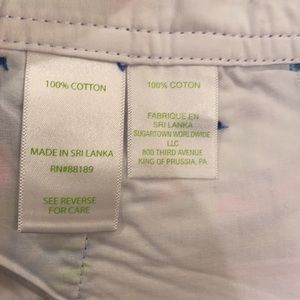 100% COTTON
MADE IN SRI LANKA
RN#88189
SEE REVERSE
FOR CARE
100% COTTON
FABRIQUE EN
SRI LANKA
SUGARTOWN WORLDWIDE
LLC
800 THIRD AVENUE
KING OF PRUSSIA, PA